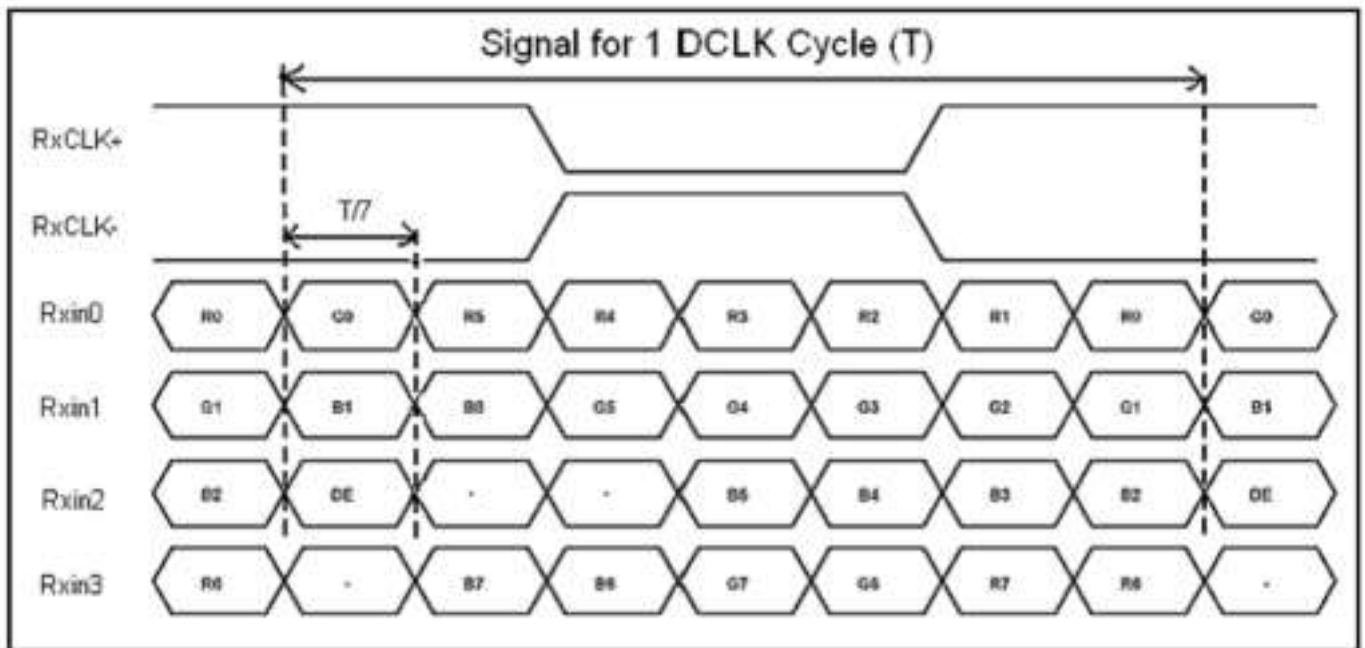 Signal for 1 DCLK Cycle (T)
RxCLK+
T/7
RxCLK-
Rxin0 R0 G0 R5 R4 R3 R2 R1 R0 G0
Rxin1 G1 B1 B0 G5 G4 G3 G2 G1 B1
Rxin2 B2 DE - - B5 B4 B3 B2 DE
Rxin3 R6 - B7 B6 G7 G6 R7 R6 -